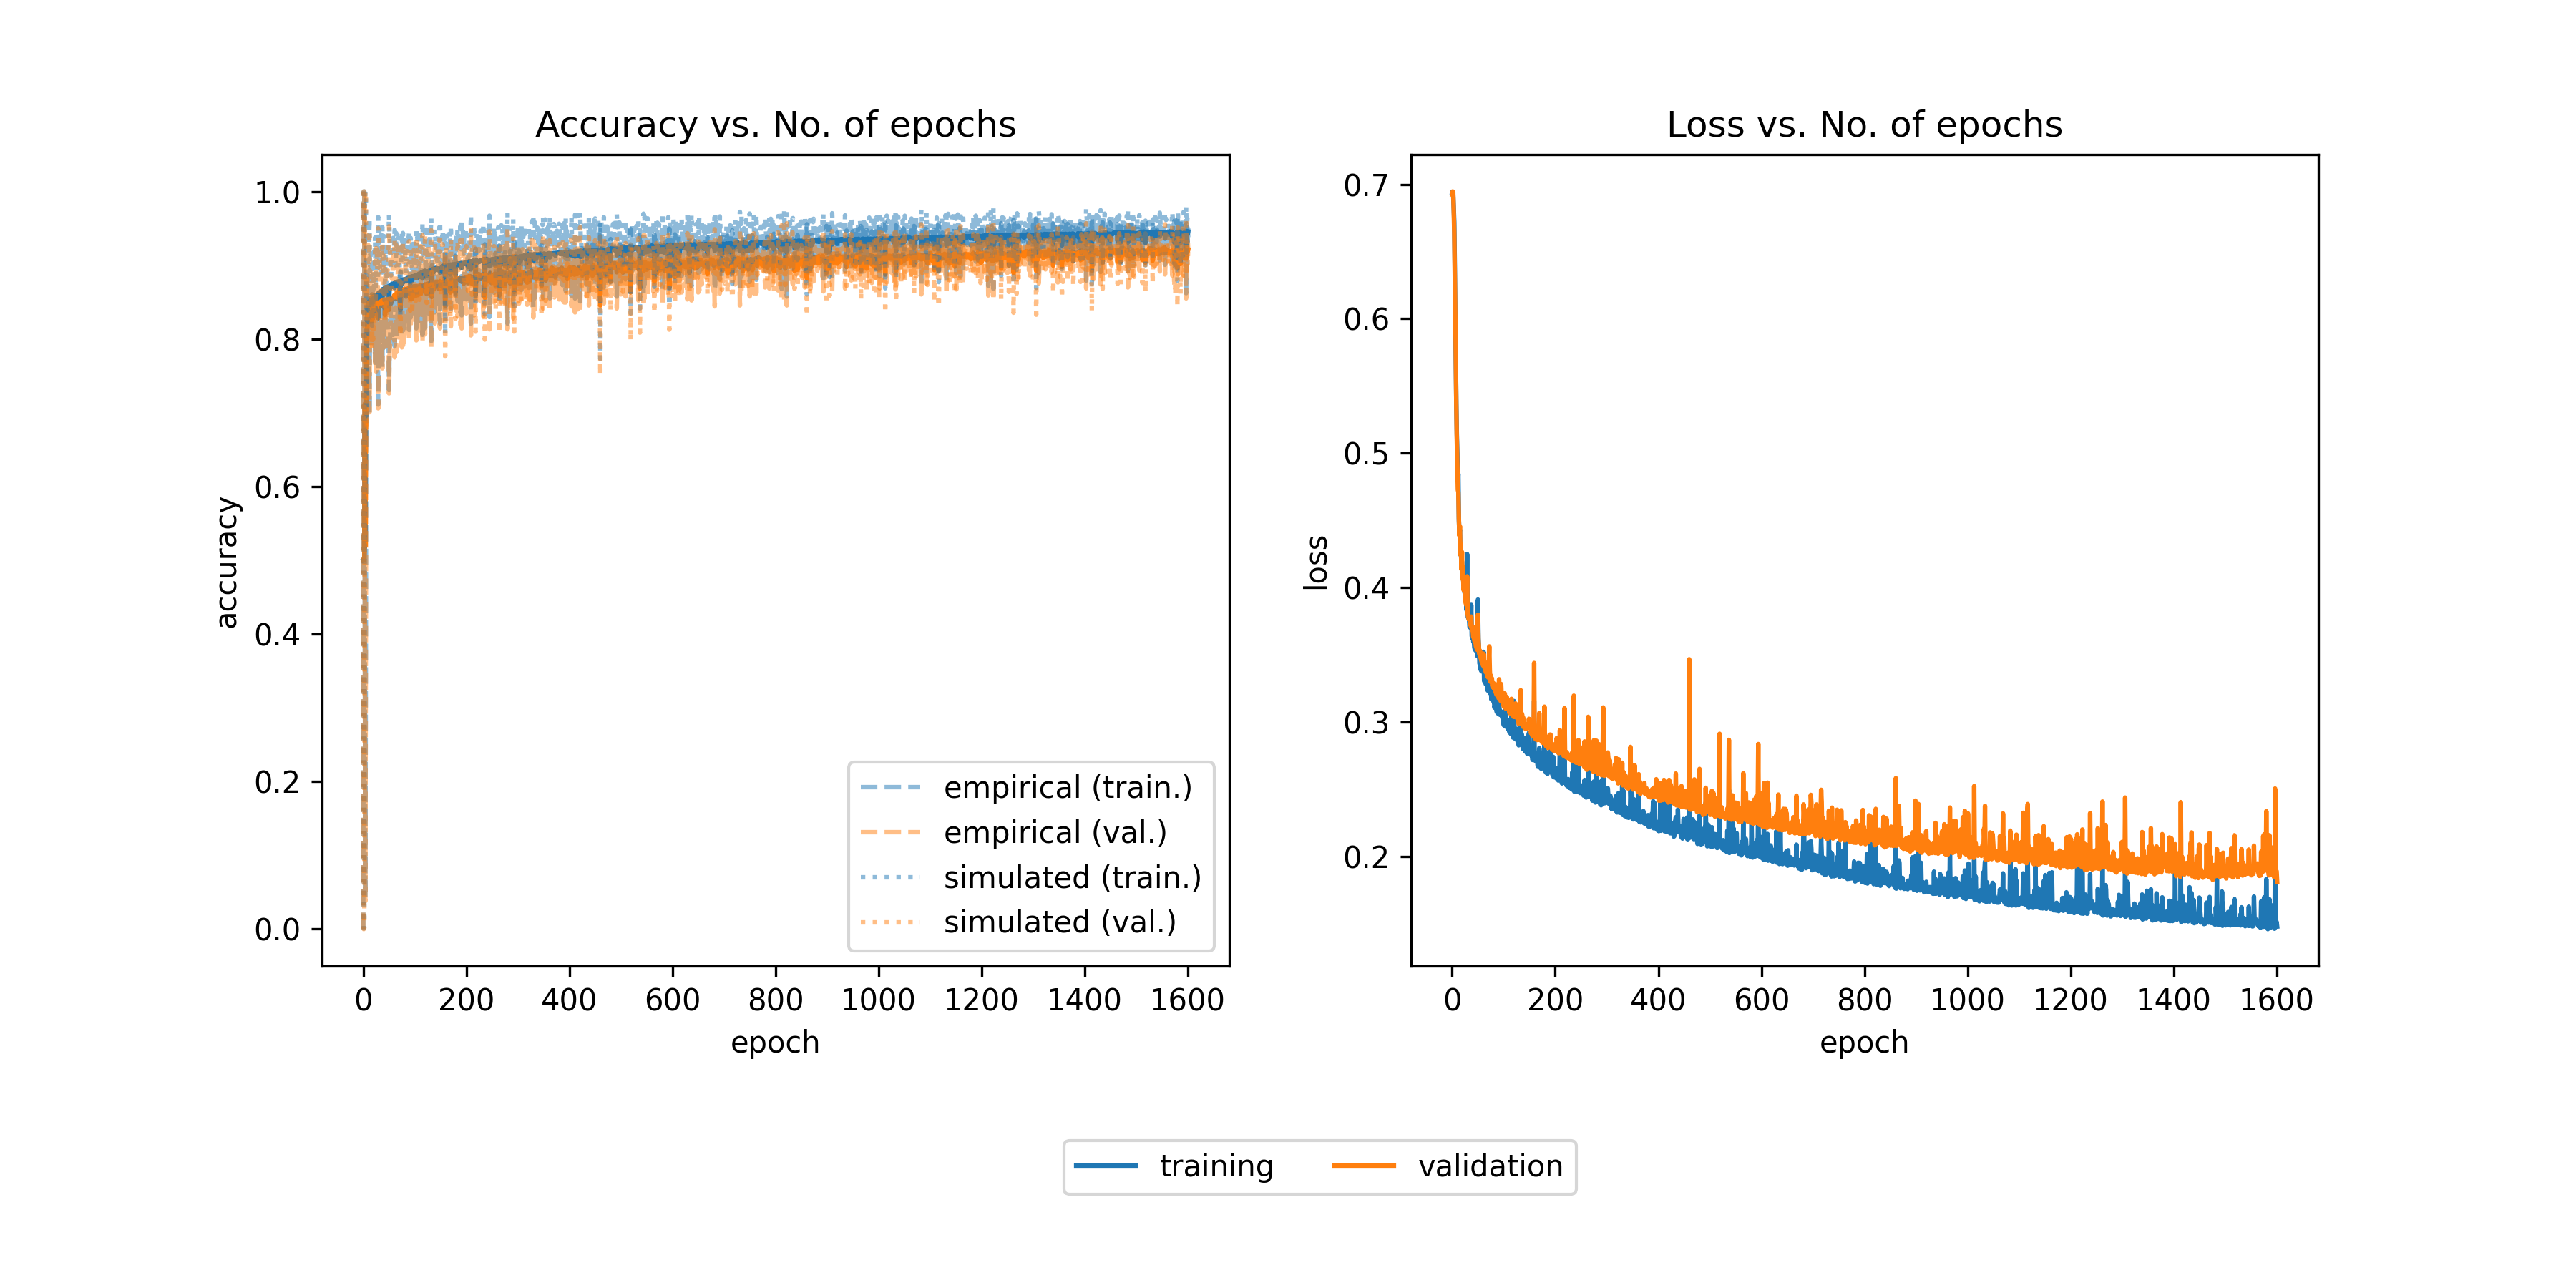 Accuracy vs. No. of epochs
1.0
0.8
0.6
0.4
0.2
0.0
accuracy
0 200 400 600 800 1000 1200 1400 1600
epoch
empirical (train.)
empirical (val.)
simulated (train.)
simulated (val.)
Loss vs. No. of epochs
0.7
0.6
0.5
0.4
0.3
0.2
loss
0 200 400 600 800 1000 1200 1400 1600
epoch
training validation